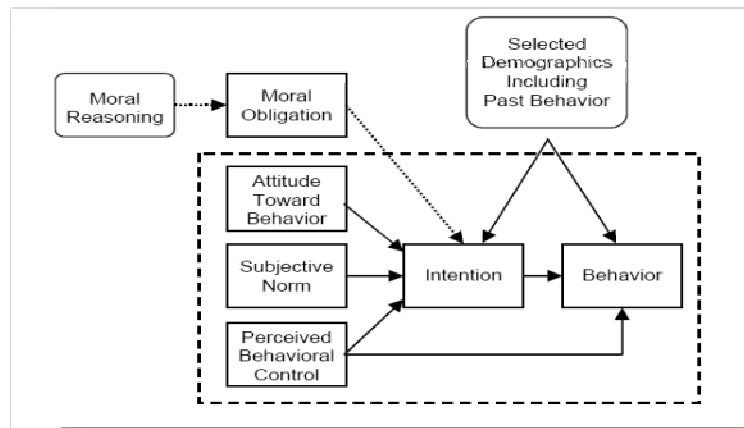 Selected
Demographics
Including
Past Behavior
Moral
Reasoning
Moral
Obligation
Attitude
Toward
Behavior
Subjective
Norm
Intention
Behavior
Perceived
Behavioral
Control